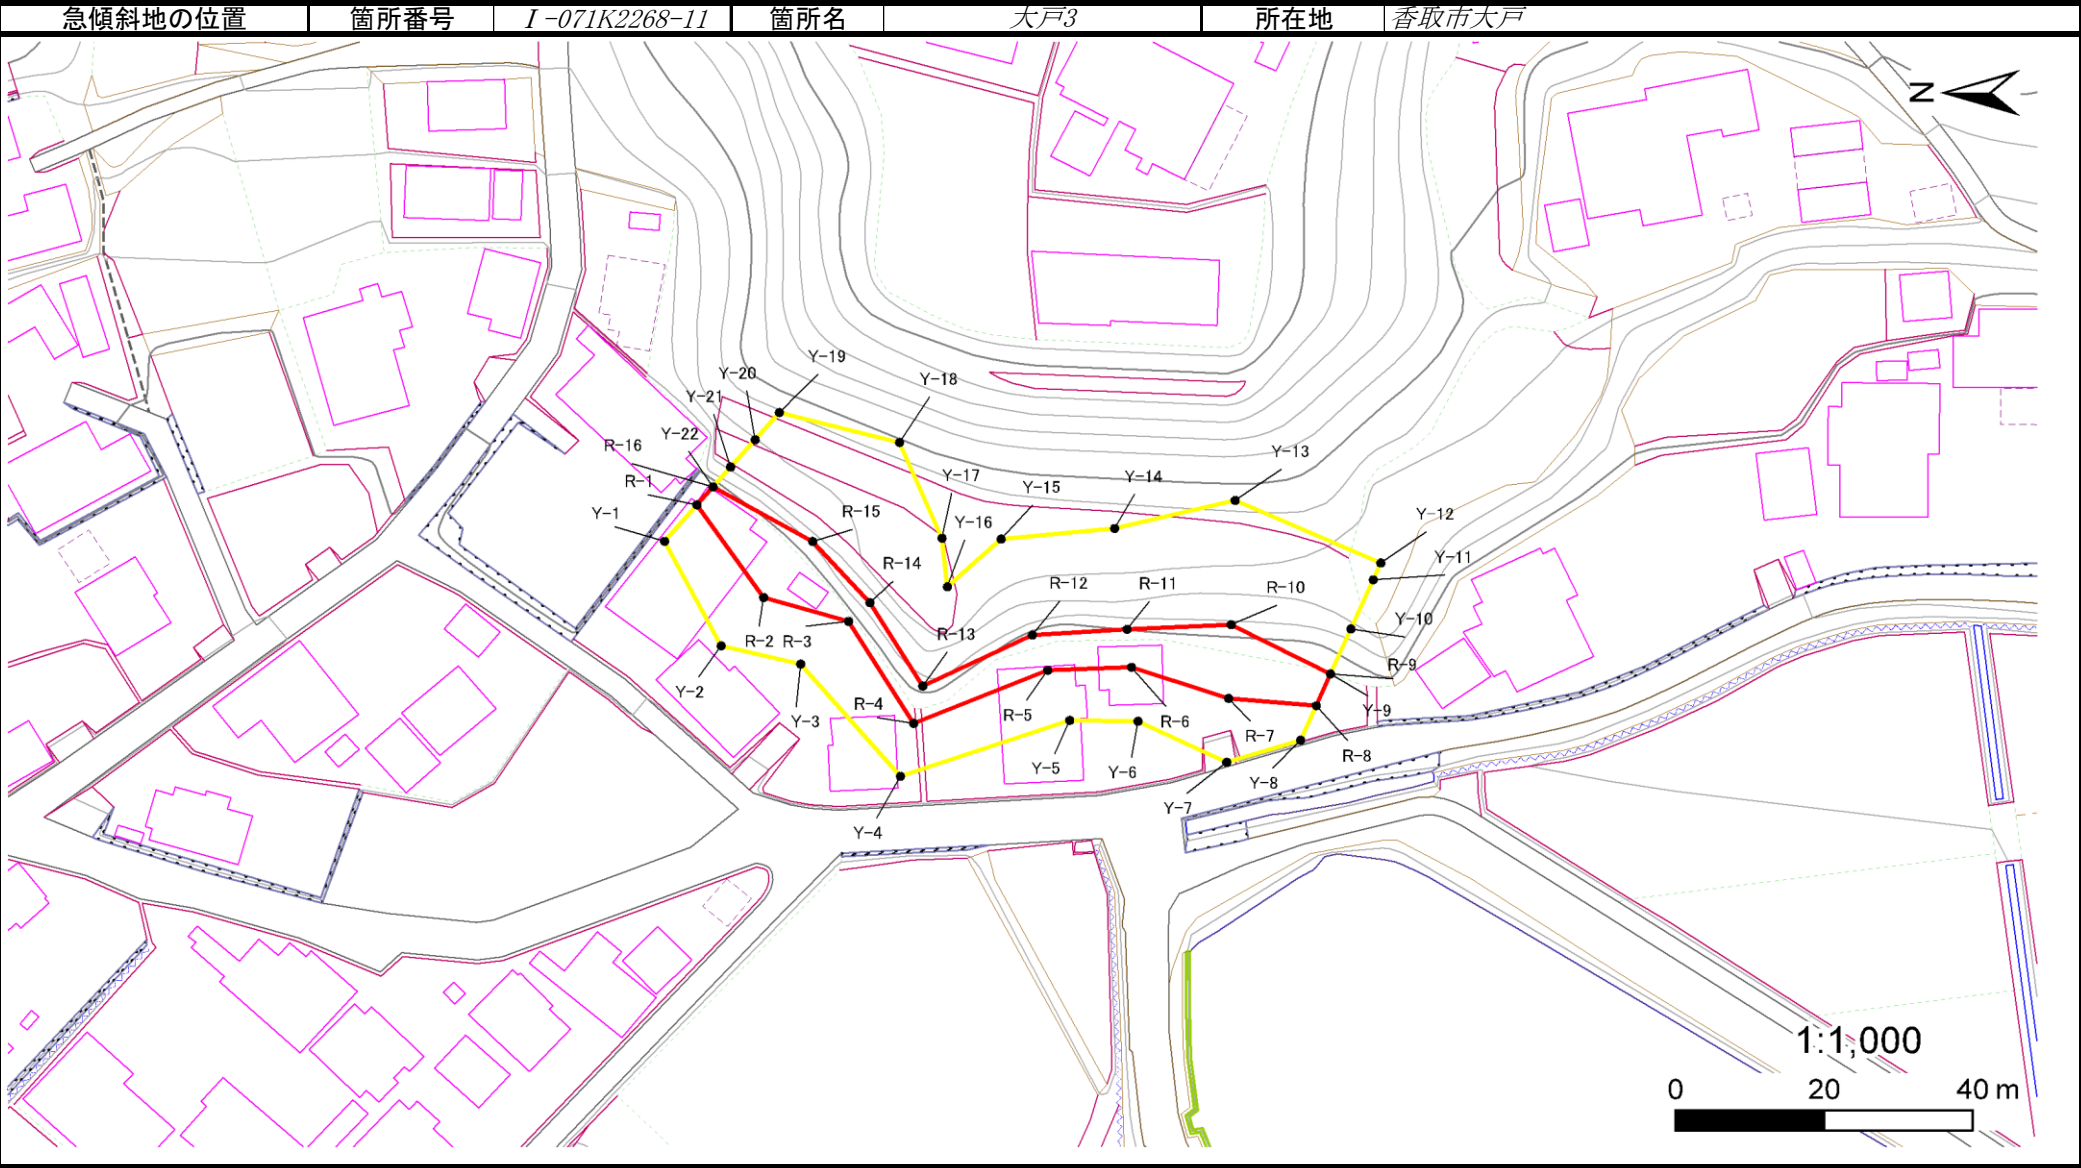 急傾斜地の位置 箇所番号 Ⅰ-071K2268-11 箇所名 大戸3 所在地 香取市大戸
N
Y-19
Y-20
Y-18
Y-21
Y-22
R-16
Y-13
Y-17
Y-14
R-1
Y-15
Y-1
R-15
Y-16
Y-12
Y-11
R-14
R-12
R-11
R-10
Y-10
R-13
R-2
R-3
R-9
Y-2
R-4
Y-9
Y-3
R-5
R-6
R-7
R-8
Y-5
Y-6
Y-8
Y-7
Y-4
1:1,000
0 20 40 m